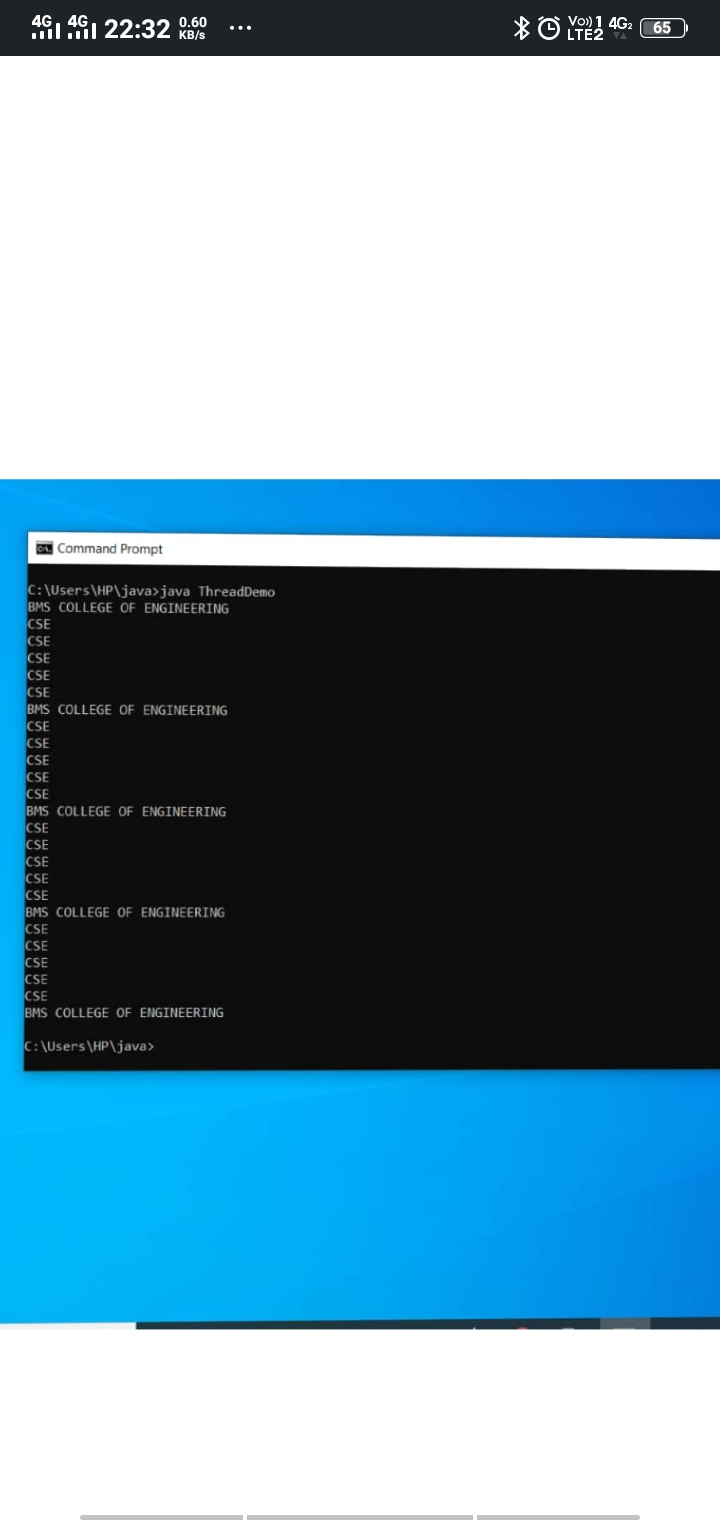 4G 4G 22:32 0.60 KB/s ... Vo)) 1 LTE2 4G2 65
Command Prompt
C:\Users\HP\java>java ThreadDemo
BMS COLLEGE OF ENGINEERING
CSE
CSE
CSE
CSE
CSE
BMS COLLEGE OF ENGINEERING
CSE
CSE
CSE
CSE
CSE
BMS COLLEGE OF ENGINEERING
CSE
CSE
CSE
CSE
CSE
BMS COLLEGE OF ENGINEERING
CSE
CSE
CSE
CSE
CSE
BMS COLLEGE OF ENGINEERING
C:\Users\HP\java>